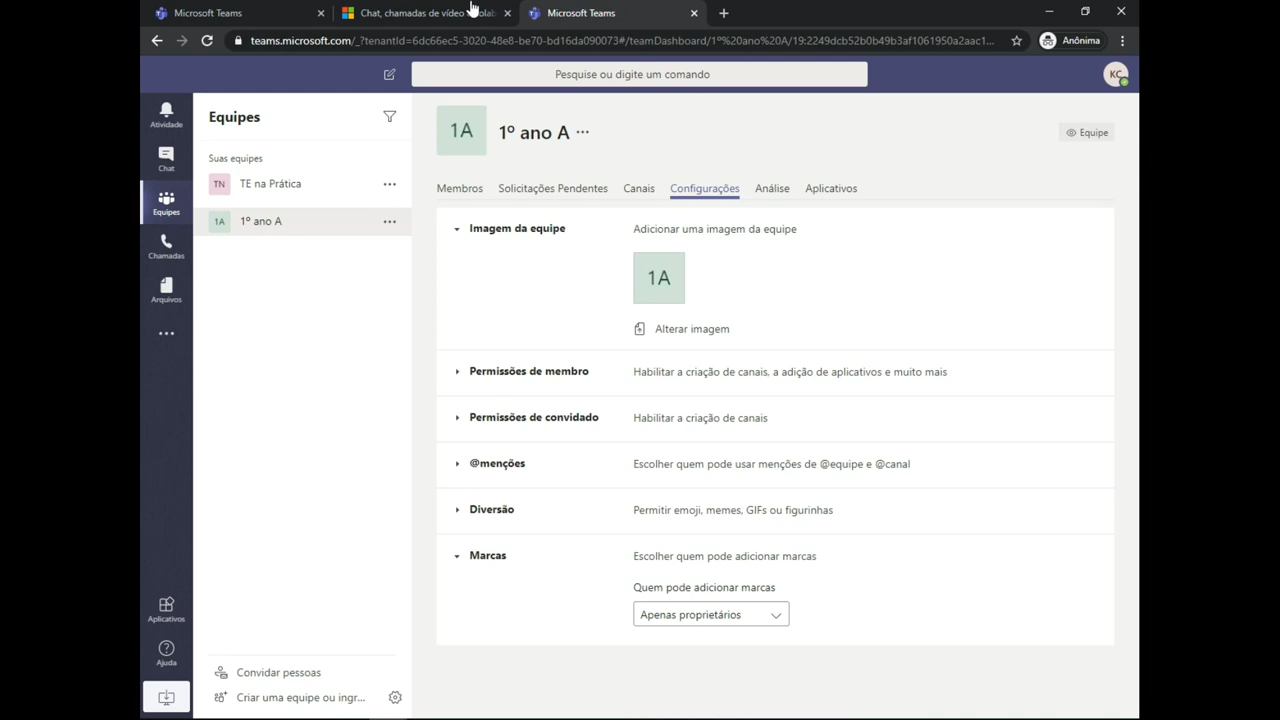 Microsoft Teams
Chat, chamadas de vídeo
Microsoft Teams
teams.microsoft.com/_?tenantId=6dc66ec5-3020-48e8-be70-bd16da090073#/teamDashboard/1º%20ano%20A/19:2249dcb52b0b49b3af1061950a2aac1...
Anônima
Pesquise ou digite um comando
KC
Atividade
Chat
Equipes
Chamadas
Arquivos
Aplicativos
Ajuda
Equipes
Suas equipes
TN TE na Prática
1A 1º ano A
Convidar pessoas
Criar uma equipe ou ingr...
1A 1º ano A
Equipe
Membros Solicitações Pendentes Canais Configurações Análise Aplicativos
Imagem da equipe Adicionar uma imagem da equipe
1A
Alterar imagem
Permissões de membro Habilitar a criação de canais, a adição de aplicativos e muito mais
Permissões de convidado Habilitar a criação de canais
@menções Escolher quem pode usar menções de @equipe e @canal
Diversão Permitir emoji, memes, GIFs ou figurinhas
Marcas Escolher quem pode adicionar marcas
Quem pode adicionar marcas
Apenas proprietários